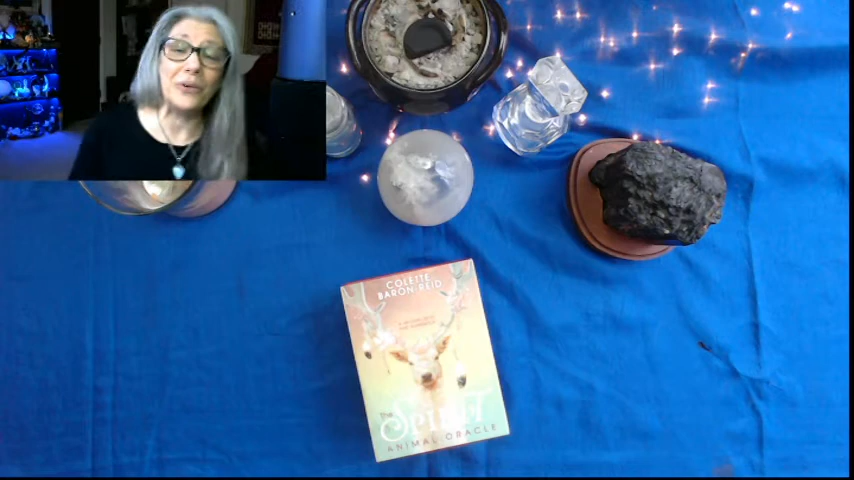 COLETTE
BARON-REID
The
SPIRIT
ANIMAL ORACLE